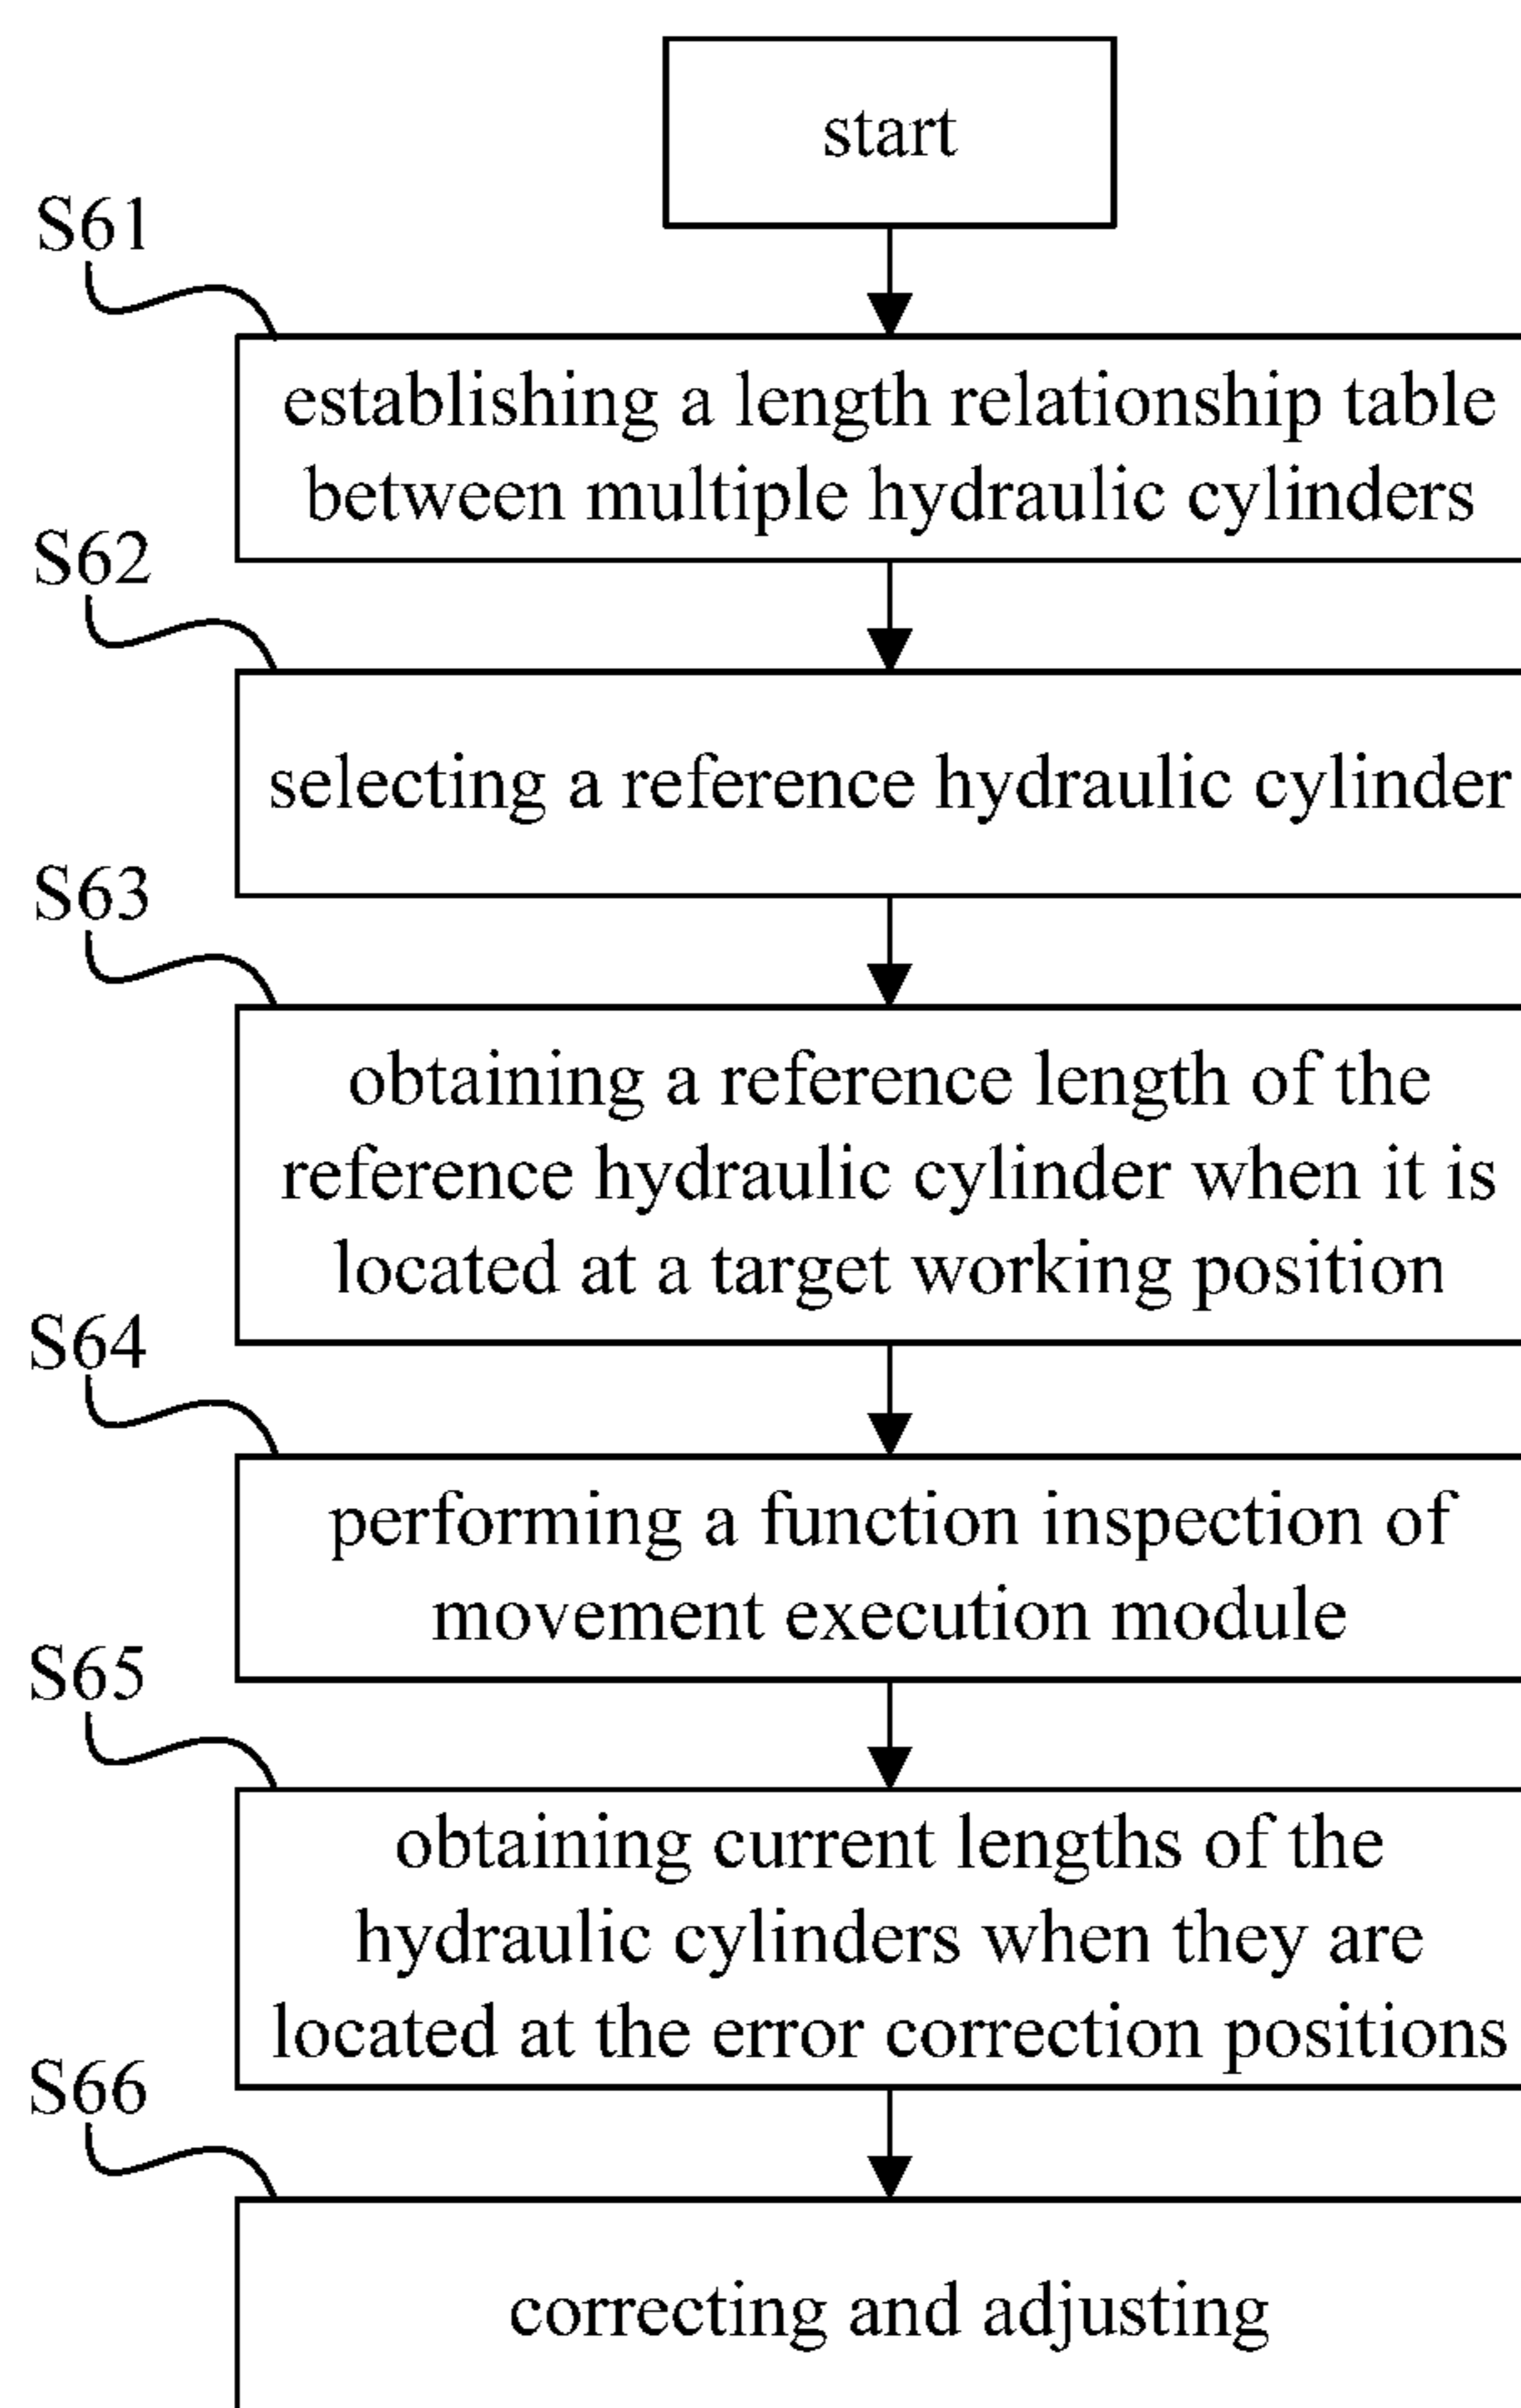 start
S61
establishing a length relationship table
between multiple hydraulic cylinders
S62
selecting a reference hydraulic cylinder
S63
obtaining a reference length of the
reference hydraulic cylinder when it is
located at a target working position
S64
performing a function inspection of
movement execution module
S65
obtaining current lengths of the
hydraulic cylinders when they are
located at the error correction positions
S66
correcting and adjusting